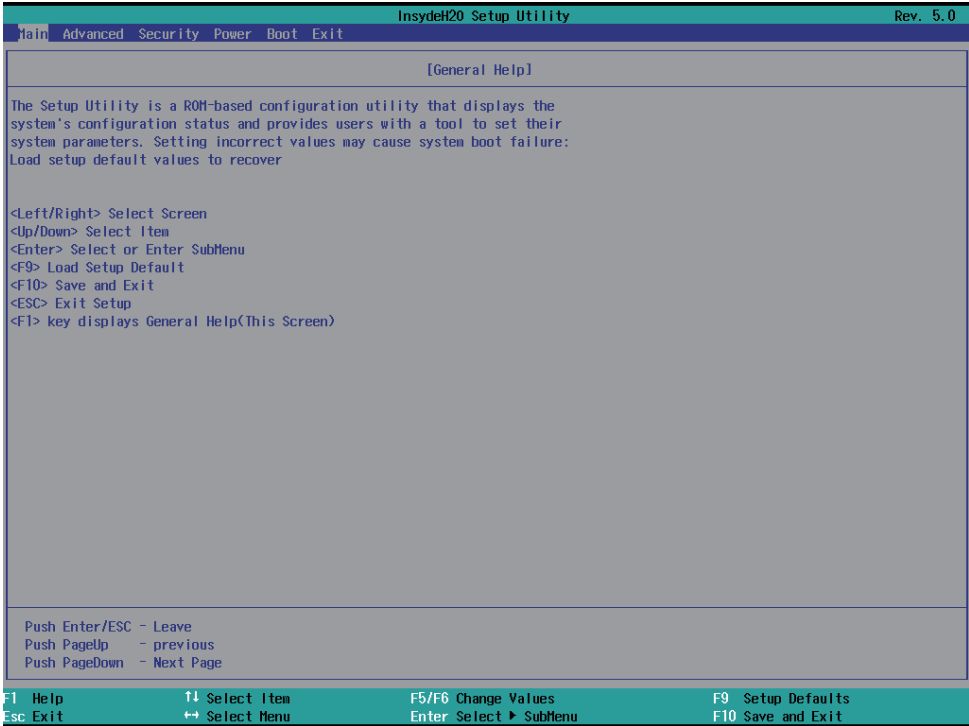 InsydeH20 Setup Utility Rev. 5.0
Main Advanced Security Power Boot Exit
[General Help]
The Setup Utility is a ROM-based configuration utility that displays the
system's configuration status and provides users with a tool to set their
system parameters. Setting incorrect values may cause system boot failure:
Load setup default values to recover
<Left/Right> Select Screen
<Up/Down> Select Item
<Enter> Select or Enter SubMenu
<F9> Load Setup Default
<F10> Save and Exit
<ESC> Exit Setup
<F1> key displays General Help(This Screen)
Push Enter/ESC - Leave
Push PageUp - previous
Push PageDown - Next Page
F1 Help ↑↓ Select Item F5/F6 Change Values F9 Setup Defaults
Esc Exit ↔ Select Menu Enter Select ▶ SubMenu F10 Save and Exit